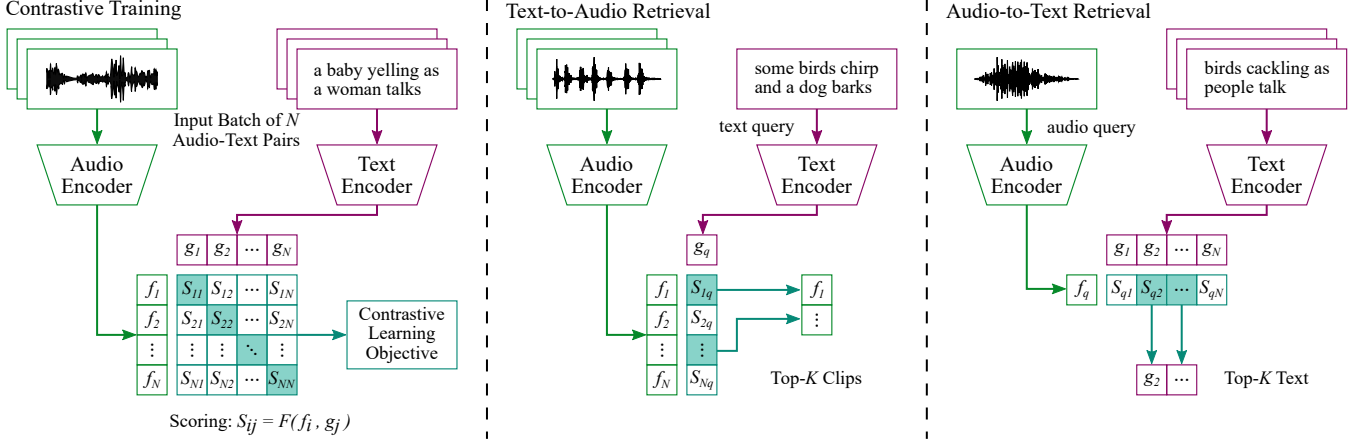 Contrastive Training
a baby yelling as
a woman talks
Input Batch of N
Audio-Text Pairs
Audio
Encoder
Text
Encoder
g1 g2 ... gN
f1 S11 S12 ... S1N
f2 S21 S22 ... S2N
⋮ ⋮ ⋮ ⋱ ⋮
fN SN1 SN2 ... SNN
Contrastive
Learning
Objective
Scoring: Sij = F( fi , gj )
Text-to-Audio Retrieval
some birds chirp
and a dog barks
text query
Audio
Encoder
Text
Encoder
gq
f1 S1q f1
f2 S2q ⋮
⋮ ⋮
fN SNq
Top-K Clips
Audio-to-Text Retrieval
birds cackling as
people talk
audio query
Audio
Encoder
Text
Encoder
g1 g2 ... gN
fq Sq1 Sq2 ... SqN
g2 ...
Top-K Text